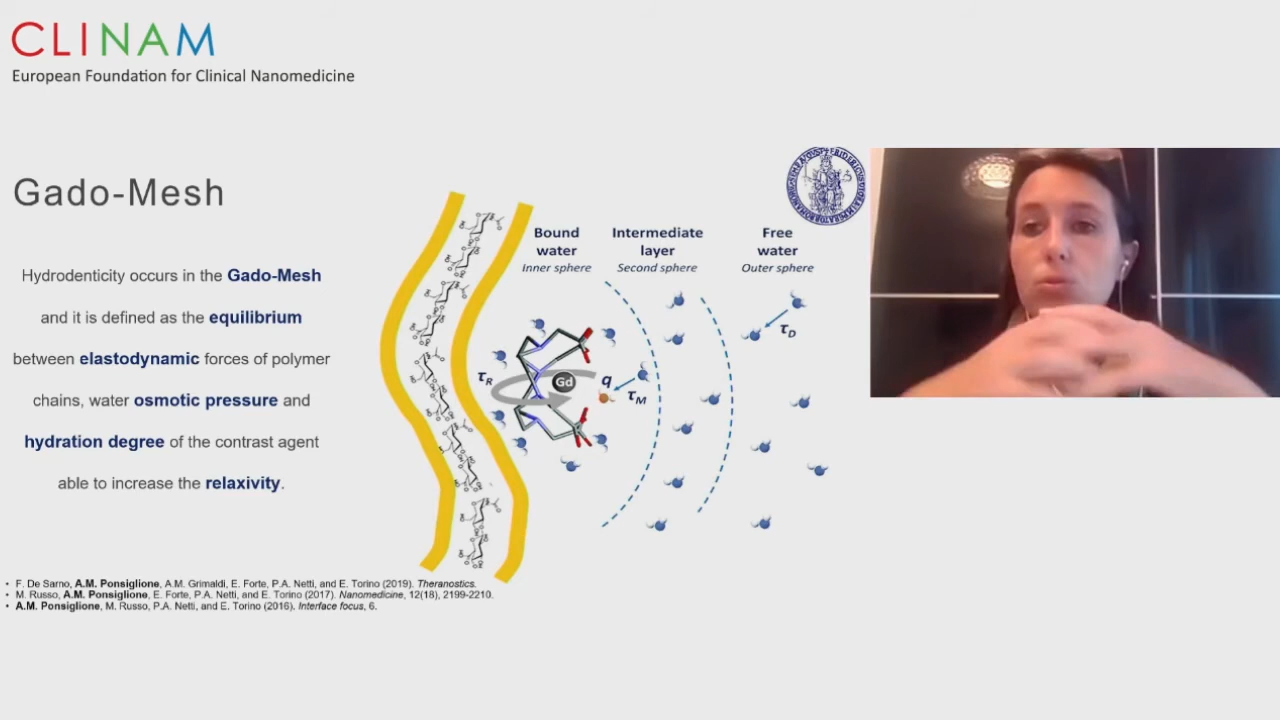 CLINAM
European Foundation for Clinical Nanomedicine
Gado-Mesh
Hydrodenticity occurs in the Gado-Mesh
and it is defined as the equilibrium
between elastodynamic forces of polymer
chains, water osmotic pressure and
hydration degree of the contrast agent
able to increase the relaxivity.
Bound
water
Inner sphere
Intermediate
layer
Second sphere
Free
water
Outer sphere
τD
τR
Gd
q
τM
• F. De Sarno, A.M. Ponsiglione, A.M. Grimaldi, E. Forte, P.A. Netti, and E. Torino (2019). Theranostics.
• M. Russo, A.M. Ponsiglione, E. Forte, P.A. Netti, and E. Torino (2017). Nanomedicine, 12(18), 2199-2210.
• A.M. Ponsiglione, M. Russo, P.A. Netti, and E. Torino (2016). Interface focus, 6.